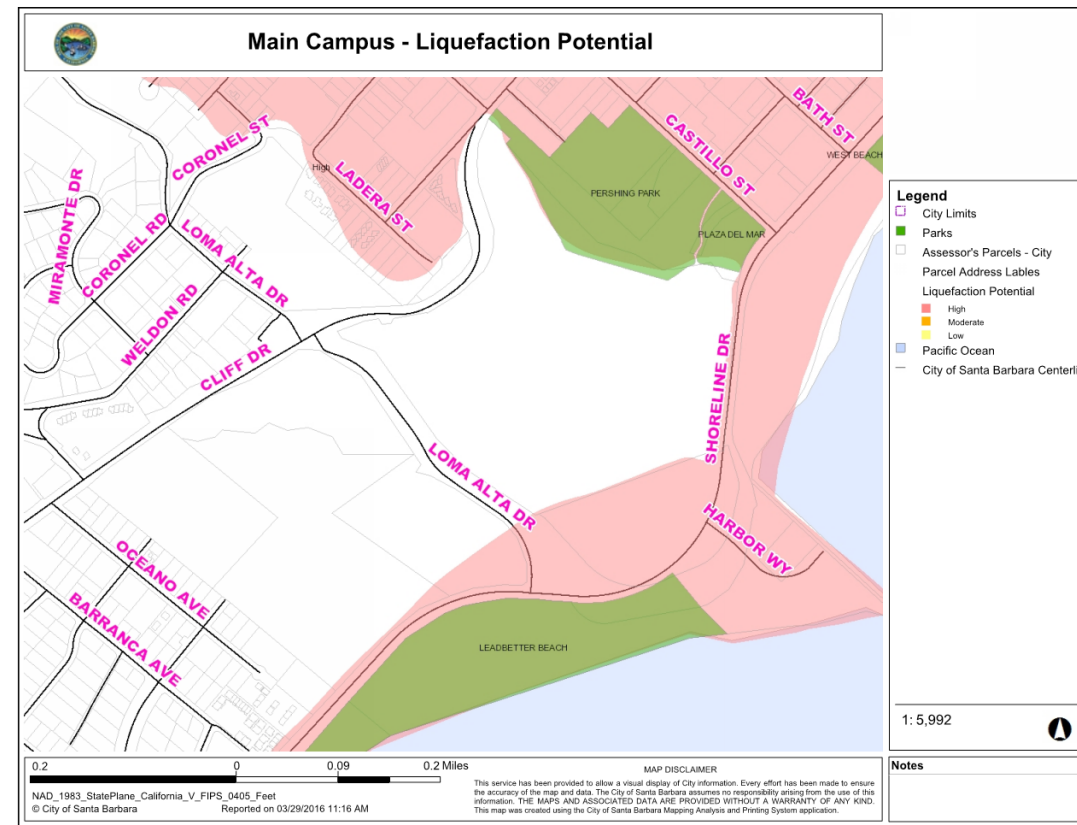 Main Campus - Liquefaction Potential
BATH ST
CASTILLO ST
WEST BEACH
CORONEL ST
High
LADERA ST
PERSHING PARK
PLAZA DEL MAR
MIRAMONTE DR
CORONEL RD
LOMA ALTA DR
WELDON RD
CLIFF DR
SHORELINE DR
LOMA ALTA DR
HARBOR WY
OCEANO AVE
BARRANCA AVE
LEADBETTER BEACH
Legend
City Limits
Parks
Assessor's Parcels - City
Parcel Address Lables
Liquefaction Potential
High
Moderate
Low
Pacific Ocean
City of Santa Barbara Centerli
1: 5,992
0.2 0 0.09 0.2 Miles
NAD_1983_StatePlane_California_V_FIPS_0405_Feet
© City of Santa Barbara Reported on 03/29/2016 11:16 AM
MAP DISCLAIMER
This service has been provided to allow a visual display of City information. Every effort has been made to ensure
the accuracy of the map and data. The City of Santa Barbara assumes no responsibility arising from the use of this
information. THE MAPS AND ASSOCIATED DATA ARE PROVIDED WITHOUT A WARRANTY OF ANY KIND.
This map was created using the City of Santa Barbara Mapping Analysis and Printing System application.
Notes